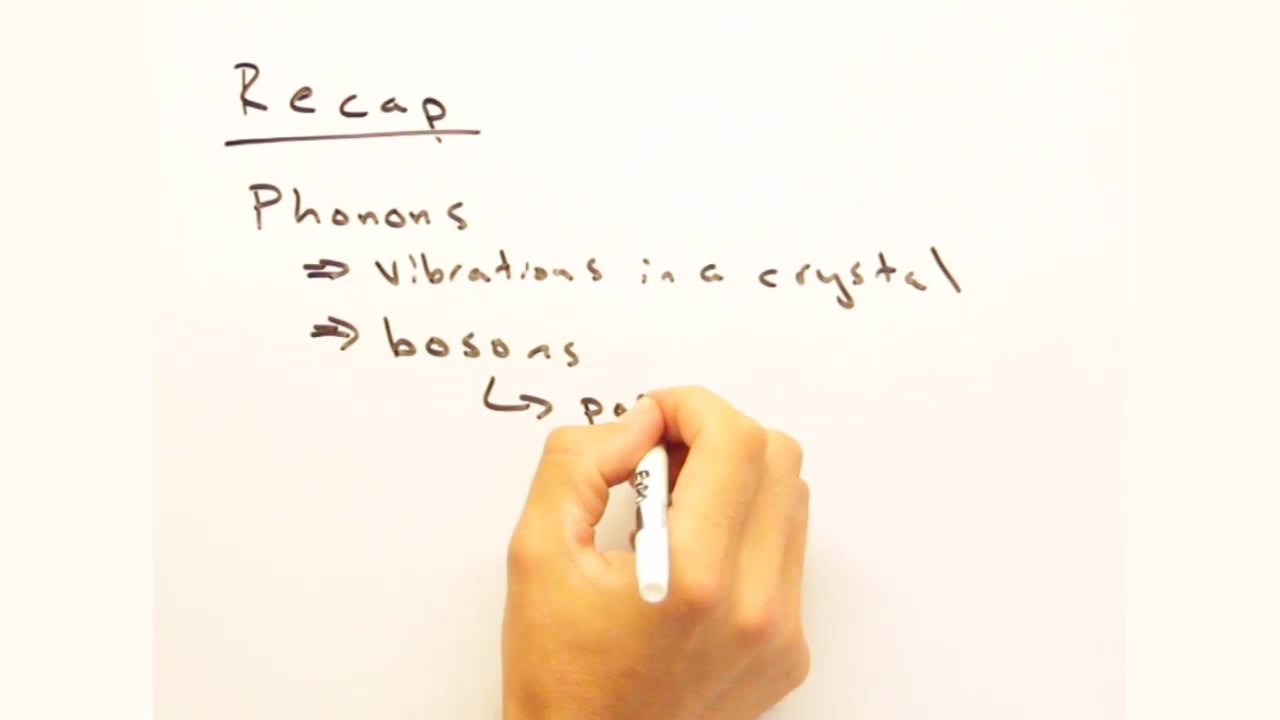 Recap
Phonons
⇒ vibrations in a crystal
⇒ bosons
↳